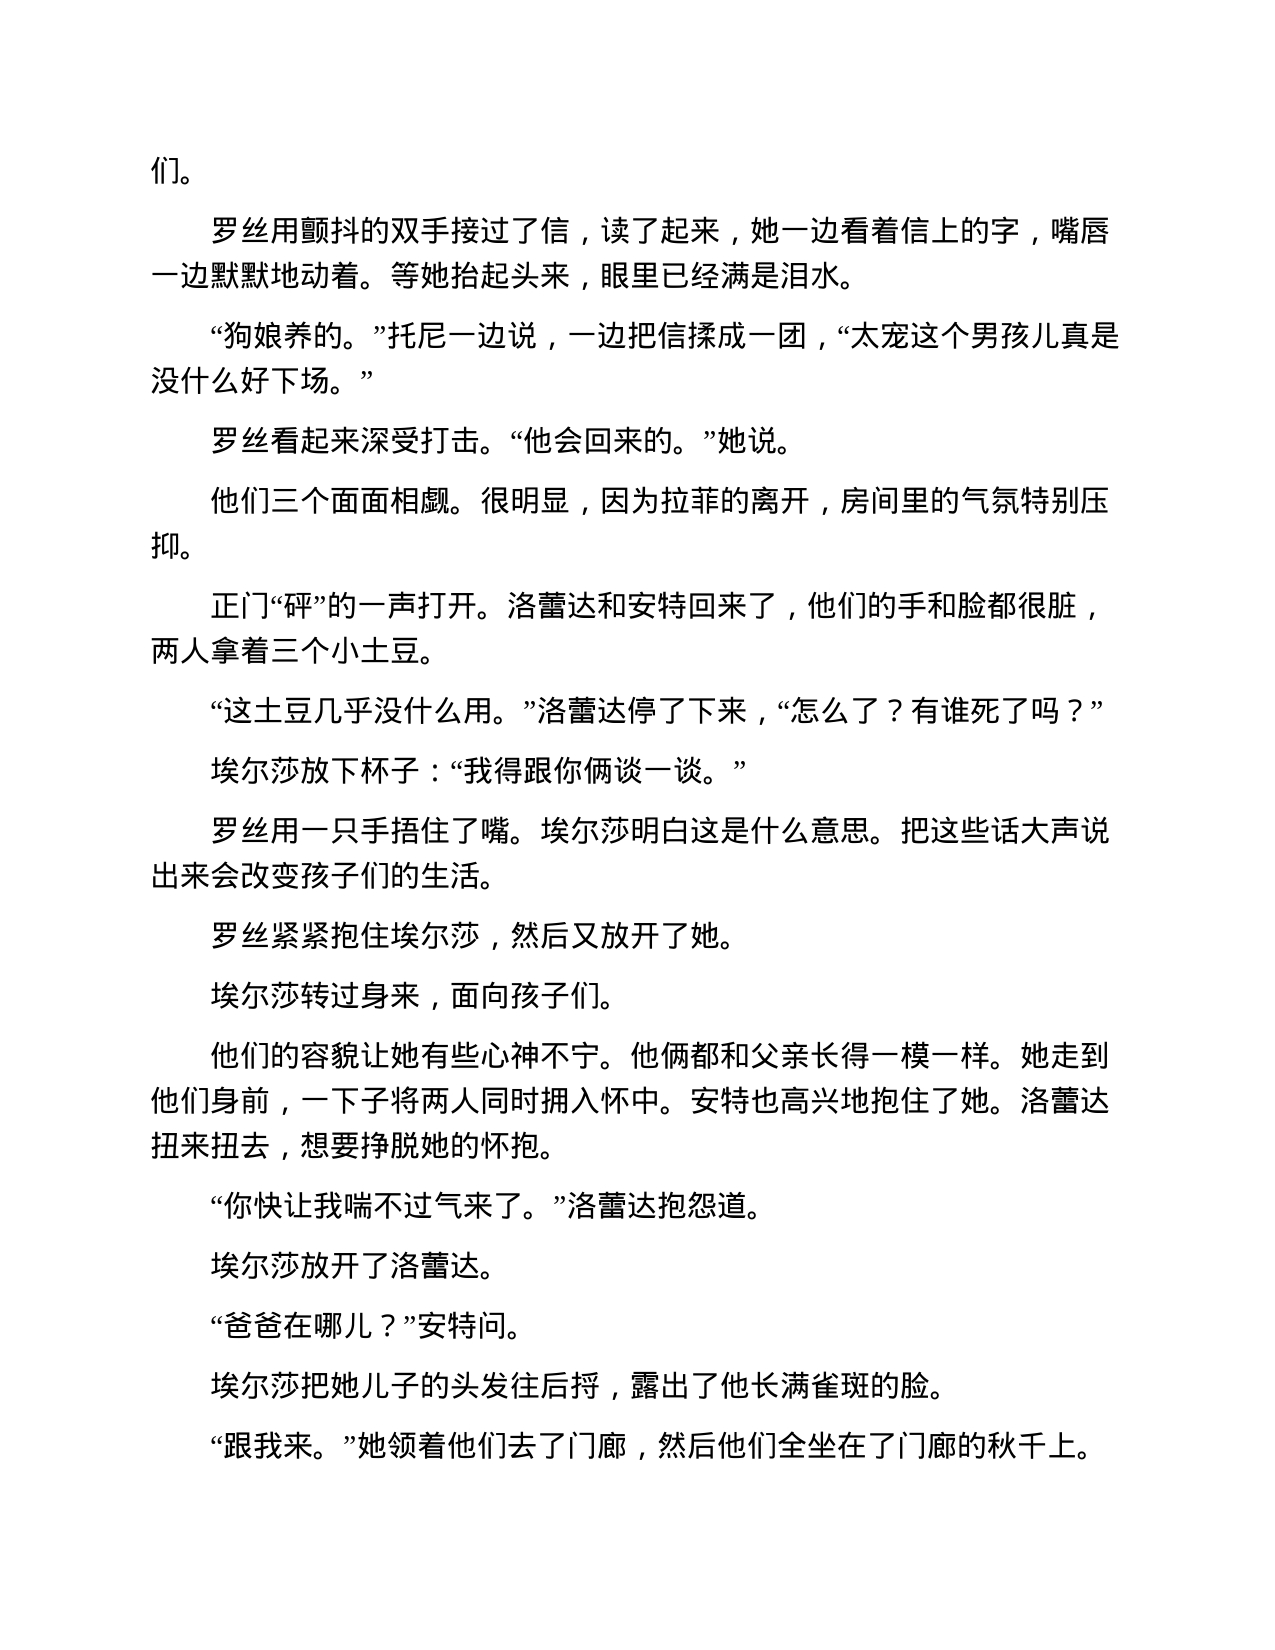 们。
罗丝用颤抖的双手接过了信，读了起来，她一边看着信上的字，嘴唇
一边默默地动着。等她抬起头来，眼里已经满是泪水。
“狗娘养的。”托尼一边说，一边把信揉成一团，“太宠这个男孩儿真是
没什么好下场。”
罗丝看起来深受打击。“他会回来的。”她说。
他们三个面面相觑。很明显，因为拉菲的离开，房间里的气氛特别压
抑。
正门“砰”的一声打开。洛蕾达和安特回来了，他们的手和脸都很脏，
两人拿着三个小土豆。
“这土豆几乎没什么用。”洛蕾达停了下来，“怎么了？有谁死了吗？”
埃尔莎放下杯子：“我得跟你俩谈一谈。”
罗丝用一只手捂住了嘴。埃尔莎明白这是什么意思。把这些话大声说
出来会改变孩子们的生活。
罗丝紧紧抱住埃尔莎，然后又放开了她。
埃尔莎转过身来，面向孩子们。
他们的容貌让她有些心神不宁。他俩都和父亲长得一模一样。她走到
他们身前，一下子将两人同时拥入怀中。安特也高兴地抱住了她。洛蕾达
扭来扭去，想要挣脱她的怀抱。
“你快让我喘不过气来了。”洛蕾达抱怨道。
埃尔莎放开了洛蕾达。
“爸爸在哪儿？”安特问。
埃尔莎把她儿子的头发往后捋，露出了他长满雀斑的脸。
“跟我来。”她领着他们去了门廊，然后他们全坐在了门廊的秋千上。